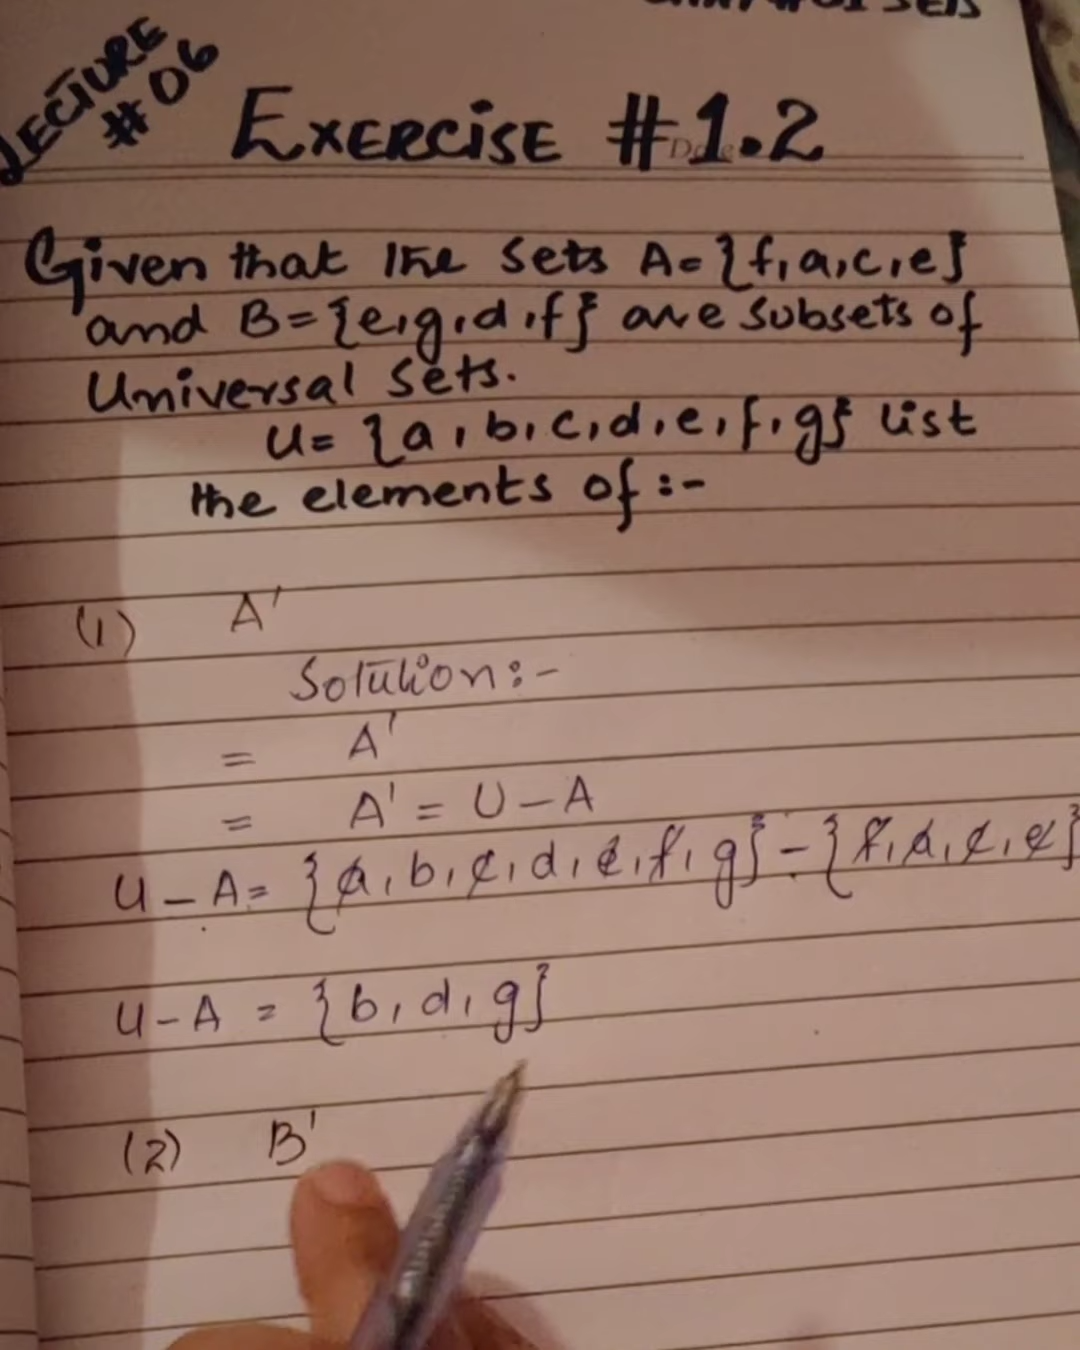 SETS
LECTURE
#06
EXERCISE #1.2
Given that the sets A={f,a,c,e}
and B={e,g,d,f} are subsets of
Universal sets.
U={a,b,c,d,e,f,g} list
the elements of:-
(1) A'
Solution:-
= A'
= A' = U-A
U-A= {a,b,c,d,e,f,g}-{f,a,c,e}
U-A = {b,d,g}
(2) B'